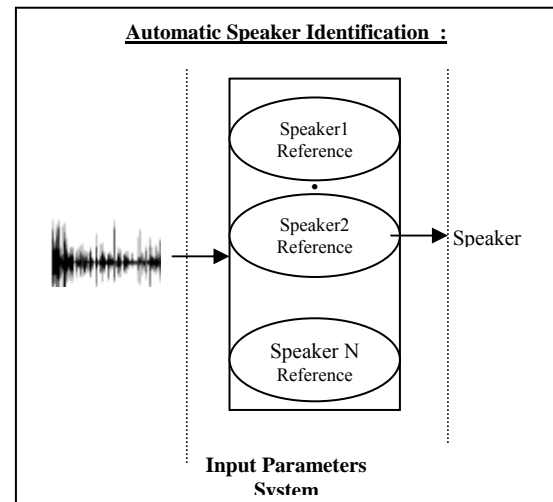 Automatic Speaker Identification :
Speaker1
Reference
Speaker2
Reference
Speaker
Speaker N
Reference
Input Parameters
System